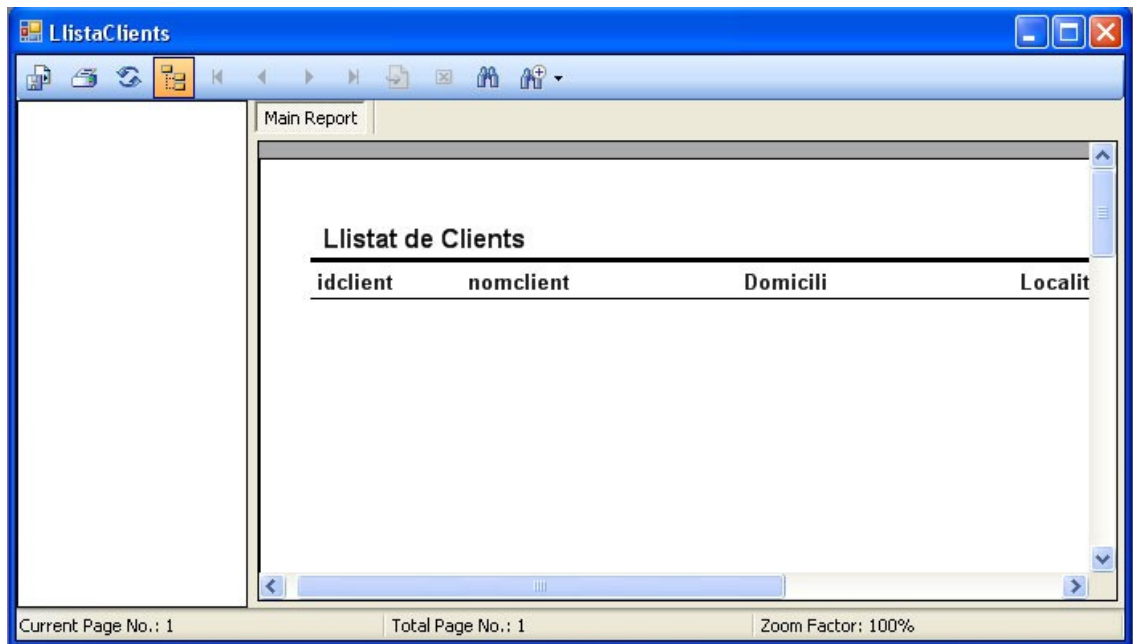 LlistaClients
Main Report
Llistat de Clients
idclient nomclient Domicili Localit
Current Page No.: 1 Total Page No.: 1 Zoom Factor: 100%